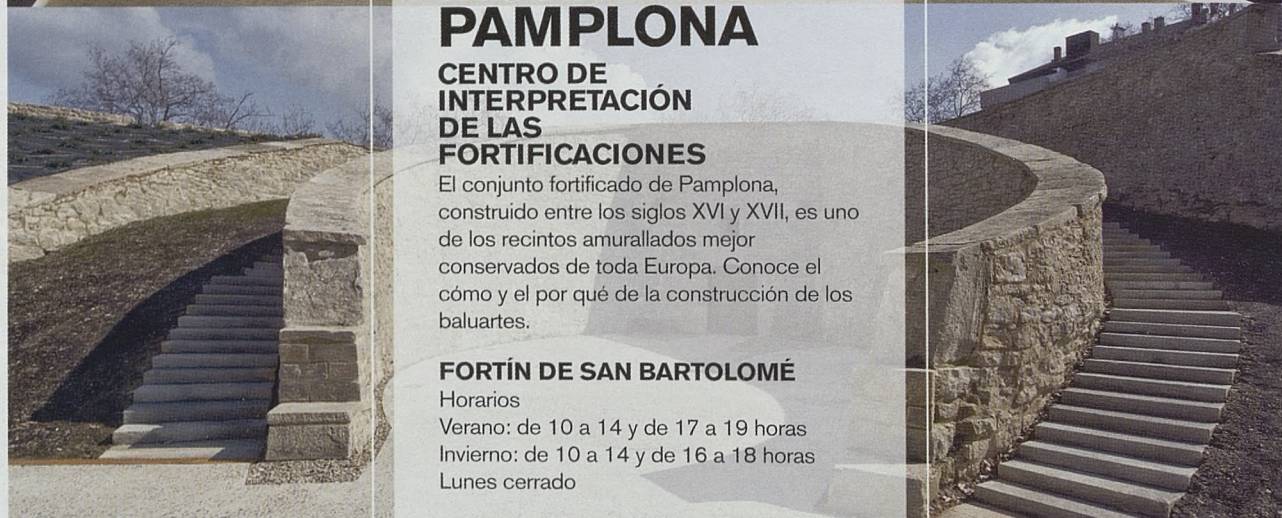 PAMPLONA
CENTRO DE
INTERPRETACIÓN
DE LAS
FORTIFICACIONES
El conjunto fortificado de Pamplona,
construido entre los siglos XVI y XVII, es uno
de los recintos amurallados mejor
conservados de toda Europa. Conoce el
cómo y el por qué de la construcción de los
baluartes.
FORTÍN DE SAN BARTOLOMÉ
Horarios
Verano: de 10 a 14 y de 17 a 19 horas
Invierno: de 10 a 14 y de 16 a 18 horas
Lunes cerrado